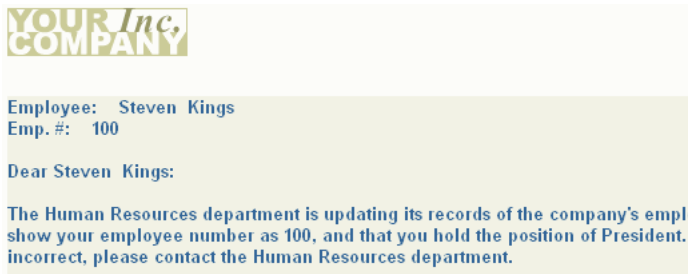 YOUR Inc.
COMPANY
Employee: Steven Kings
Emp. #: 100
Dear Steven Kings:
The Human Resources department is updating its records of the company's empl
show your employee number as 100, and that you hold the position of President.
incorrect, please contact the Human Resources department.